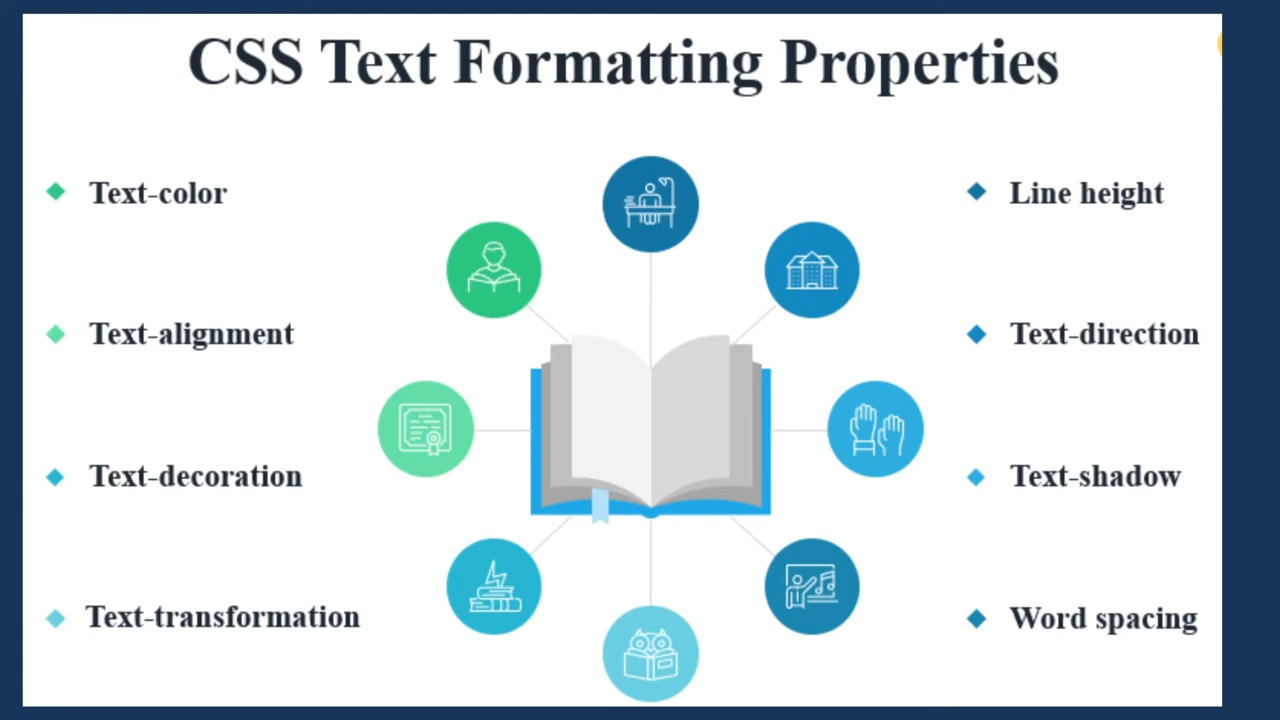 CSS Text Formatting Properties
Text-color
Text-alignment
Text-decoration
Text-transformation
Line height
Text-direction
Text-shadow
Word spacing